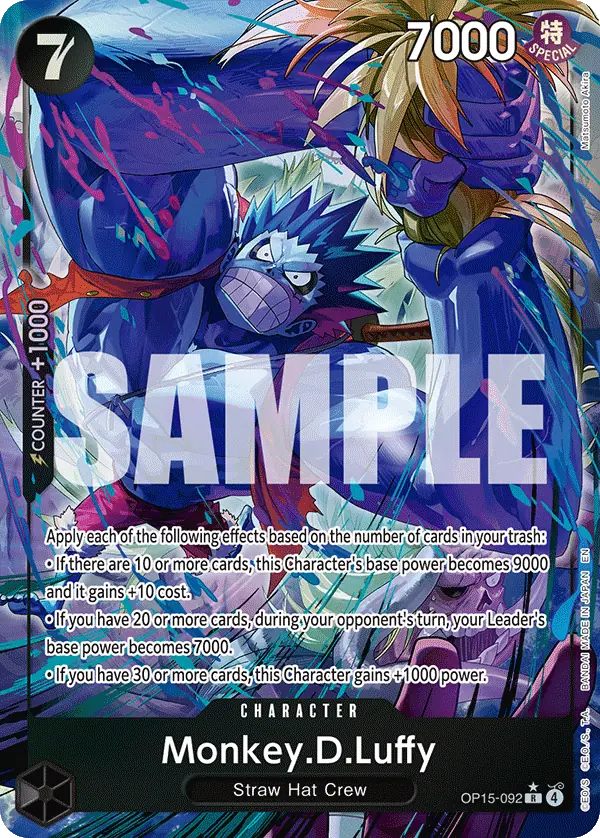 7
7000
特
SPECIAL
Matsumoto Akira
COUNTER +1000
SAMPLE
Apply each of the following effects based on the number of cards in your trash:
• If there are 10 or more cards, this Character's base power becomes 9000
and it gains +10 cost.
• If you have 20 or more cards, during your opponent's turn, your Leader's
base power becomes 7000.
• If you have 30 or more cards, this Character gains +1000 power.
CHARACTER
Monkey.D.Luffy
Straw Hat Crew
OP15-092 R 4
©E.O./S., T.A. BANDAI MADE IN JAPAN EN
©ED/S